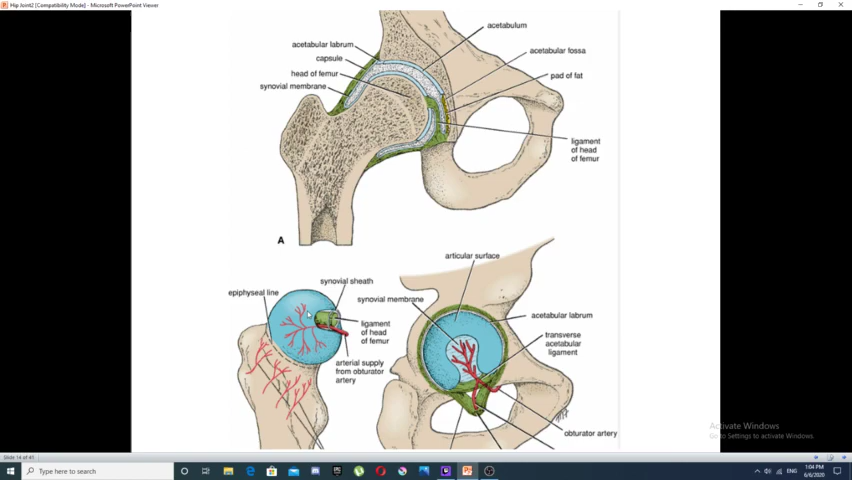 Hip Joint2 [Compatibility Mode] - Microsoft PowerPoint Viewer
acetabulum
acetabular labrum
acetabular fossa
capsule
head of femur
pad of fat
synovial membrane
ligament
of head
of femur
A
articular surface
synovial sheath
epiphyseal line
synovial membrane
ligament
of head
of femur
acetabular labrum
transverse
acetabular
ligament
arterial supply
from obturator
artery
obturator artery
Activate Windows
Go to Settings to activate Windows.
Slide 14 of 41
Type here to search
ENG
1:04 PM
6/6/2020